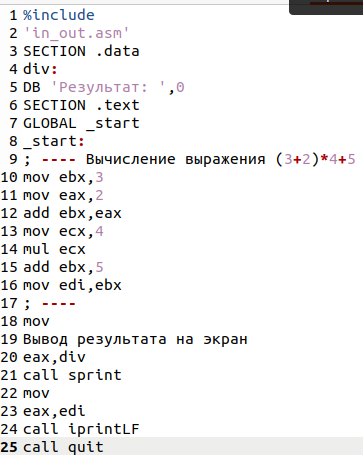 1 %include
2 'in_out.asm'
3 SECTION .data
4 div:
5 DB 'Результат: ',0
6 SECTION .text
7 GLOBAL _start
8 _start:
9 ; ---- Вычисление выражения (3+2)*4+5
10 mov ebx,3
11 mov eax,2
12 add ebx,eax
13 mov ecx,4
14 mul ecx
15 add ebx,5
16 mov edi,ebx
17 ; ----
18 mov
19 Вывод результата на экран
20 eax,div
21 call sprint
22 mov
23 eax,edi
24 call iprintLF
25 call quit